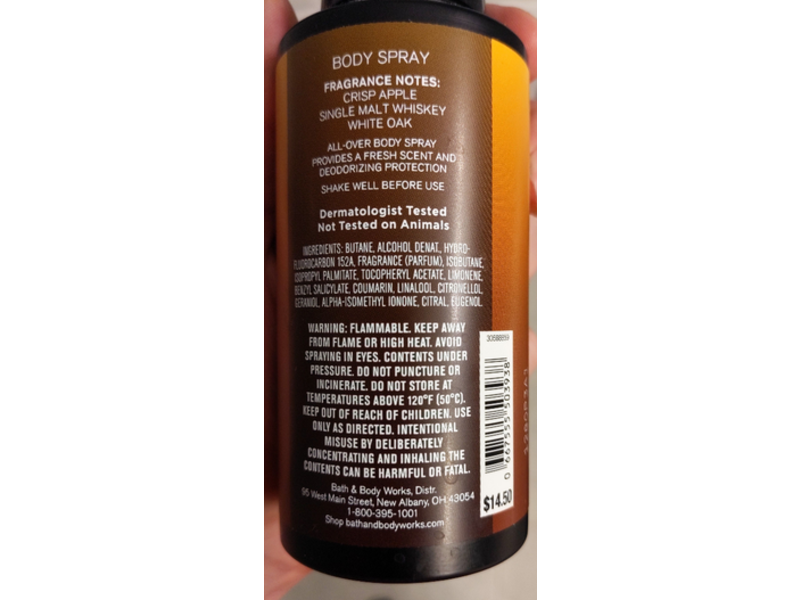 BODY SPRAY
FRAGRANCE NOTES:
CRISP APPLE
SINGLE MALT WHISKEY
WHITE OAK
ALL-OVER BODY SPRAY
PROVIDES A FRESH SCENT AND
DEODORIZING PROTECTION
SHAKE WELL BEFORE USE
Dermatologist Tested
Not Tested on Animals
INGREDIENTS: BUTANE, ALCOHOL DENAT., HYDRO-
FLUOROCARBON 152A, FRAGRANCE (PARFUM), ISOBUTANE,
ISOPROPYL PALMITATE, TOCOPHERYL ACETATE, LIMONENE,
BENZYL SALICYLATE, COUMARIN, LINALOOL, CITRONELLOL,
GERANIOL, ALPHA-ISOMETHYL IONONE, CITRAL, EUGENOL.
WARNING: FLAMMABLE. KEEP AWAY
FROM FLAME OR HIGH HEAT. AVOID
SPRAYING IN EYES. CONTENTS UNDER
PRESSURE. DO NOT PUNCTURE OR
INCINERATE. DO NOT STORE AT
TEMPERATURES ABOVE 120°F (50°C).
KEEP OUT OF REACH OF CHILDREN. USE
ONLY AS DIRECTED. INTENTIONAL
MISUSE BY DELIBERATELY
CONCENTRATING AND INHALING THE
CONTENTS CAN BE HARMFUL OR FATAL.
Bath & Body Works, Distr.
95 West Main Street, New Albany, OH 43054
1-800-395-1001
Shop bathandbodyworks.com
0 667555 503938
$14.50